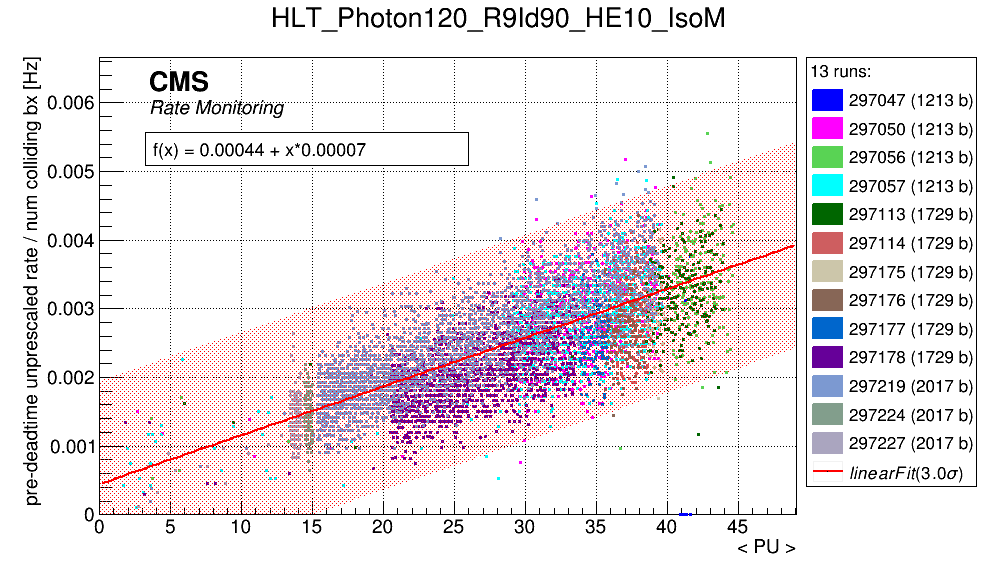 HLT_Photon120_R9Id90_HE10_IsoM
pre-deadtime unprescaled rate / num colliding bx [Hz]
CMS
Rate Monitoring
f(x) = 0.00044 + x*0.00007
0.006
0.005
0.004
0.003
0.002
0.001
0
0 5 10 15 20 25 30 35 40 45
< PU >
13 runs:
297047 (1213 b)
297050 (1213 b)
297056 (1213 b)
297057 (1213 b)
297113 (1729 b)
297114 (1729 b)
297175 (1729 b)
297176 (1729 b)
297177 (1729 b)
297178 (1729 b)
297219 (2017 b)
297224 (2017 b)
297227 (2017 b)
linearFit(3.0σ)